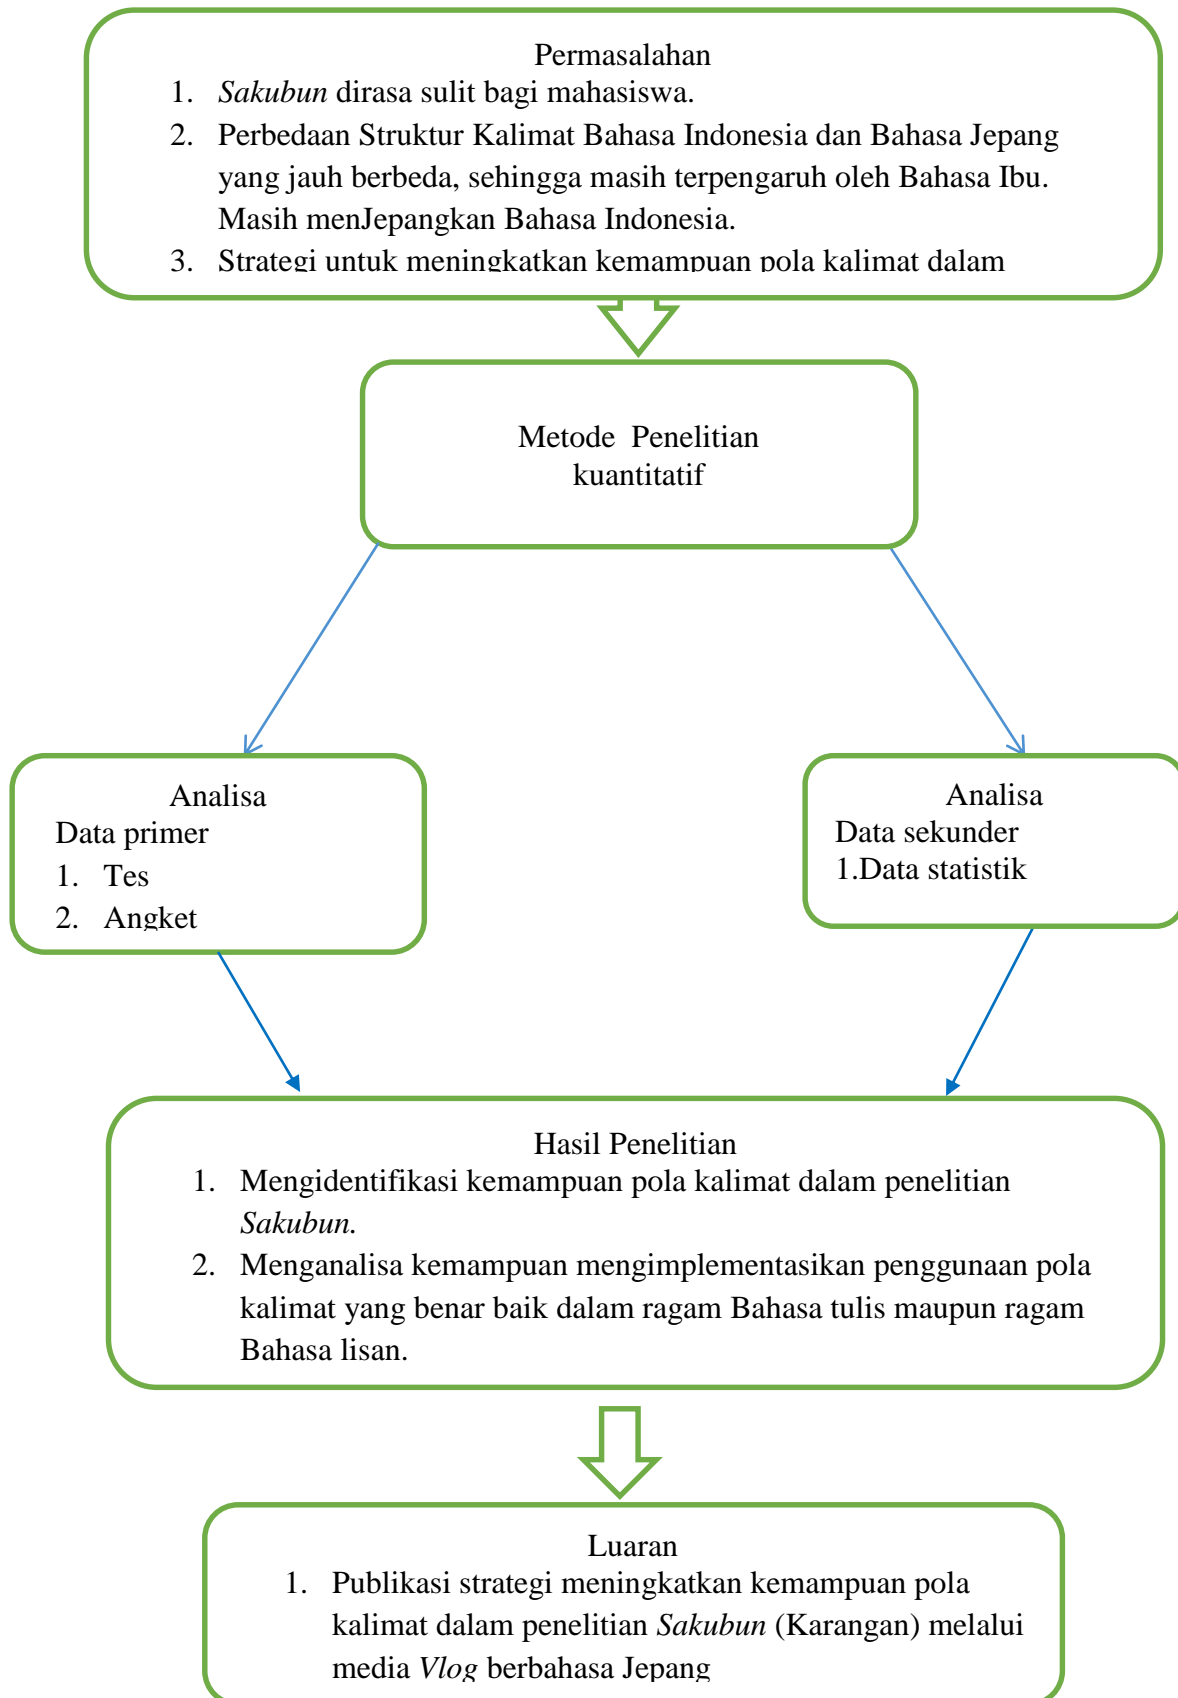 Permasalahan
1. Sakubun dirasa sulit bagi mahasiswa.
2. Perbedaan Struktur Kalimat Bahasa Indonesia dan Bahasa Jepang
yang jauh berbeda, sehingga masih terpengaruh oleh Bahasa Ibu.
Masih menJepangkan Bahasa Indonesia.
3. Strategi untuk meningkatkan kemampuan pola kalimat dalam
Metode Penelitian
kuantitatif
Analisa
Data primer
1. Tes
2. Angket
Analisa
Data sekunder
1.Data statistik
Hasil Penelitian
1. Mengidentifikasi kemampuan pola kalimat dalam penelitian
Sakubun.
2. Menganalisa kemampuan mengimplementasikan penggunaan pola
kalimat yang benar baik dalam ragam Bahasa tulis maupun ragam
Bahasa lisan.
Luaran
1. Publikasi strategi meningkatkan kemampuan pola
kalimat dalam penelitian Sakubun (Karangan) melalui
media Vlog berbahasa Jepang